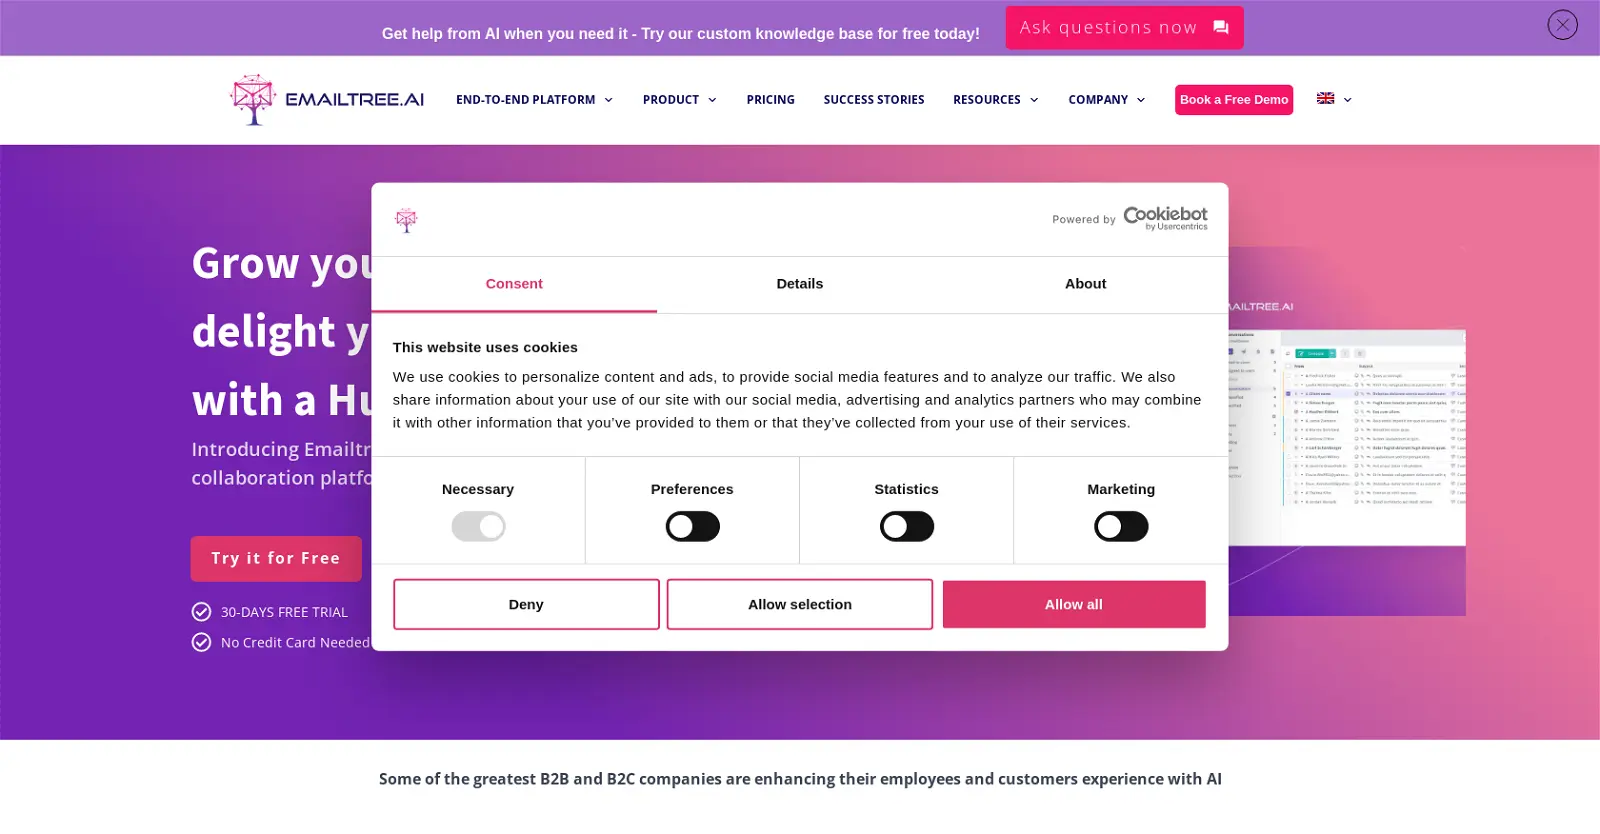 Get help from AI when you need it - Try our custom knowledge base for free today!
Ask questions now
EMAILTREE.AI
END-TO-END PLATFORM
PRODUCT
PRICING
SUCCESS STORIES
RESOURCES
COMPANY
Book a Free Demo
Powered by Cookiebot
by Usercentrics
Consent
Details
About
This website uses cookies
We use cookies to personalize content and ads, to provide social media features and to analyze our traffic. We also
share information about your use of our site with our social media, advertising and analytics partners who may combine
it with other information that you've provided to them or that they've collected from your use of their services.
Necessary
Preferences
Statistics
Marketing
Deny
Allow selection
Allow all
Grow you
delight y
with a Hu
Introducing Emailtr
collaboration platfo
Try it for Free
30-DAYS FREE TRIAL
No Credit Card Needed
AILTREE.AI
Some of the greatest B2B and B2C companies are enhancing their employees and customers experience with AI